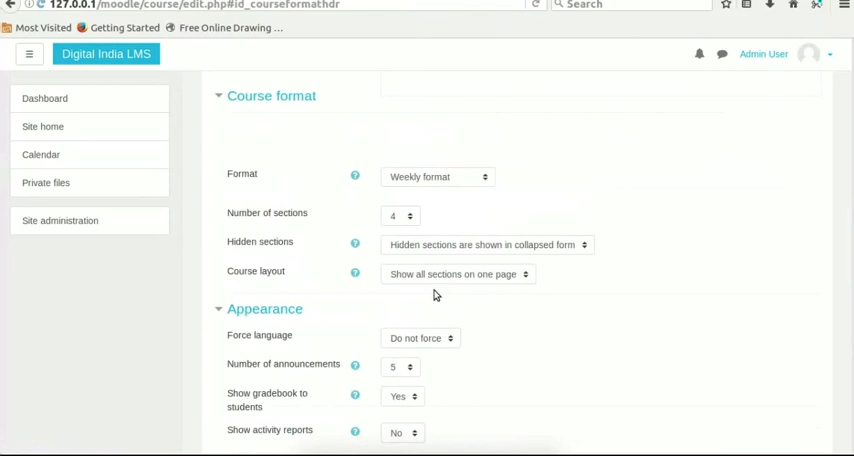 127.0.0.1/moodle/course/edit.php#id_courseformathdr
Search
Most Visited Getting Started Free Online Drawing ...
Digital India LMS
Admin User
Dashboard
Site home
Calendar
Private files
Site administration
Course format
Format
Weekly format
Number of sections
4
Hidden sections
Hidden sections are shown in collapsed form
Course layout
Show all sections on one page
Appearance
Force language
Do not force
Number of announcements
5
Show gradebook to
students
Yes
Show activity reports
No